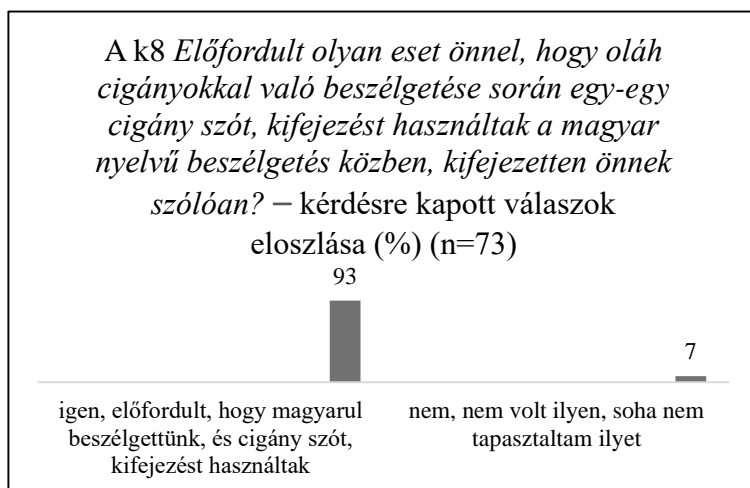 A k8 Előfordult olyan eset önnel, hogy oláh
cigányokkal való beszélgetése során egy-egy
cigány szót, kifejezést használtak a magyar
nyelvű beszélgetés közben, kifejezetten önnek
szólóan? – kérdésre kapott válaszok
eloszlása (%) (n=73)
93
7
igen, előfordult, hogy magyarul
beszélgettünk, és cigány szót,
kifejezést használtak
nem, nem volt ilyen, soha nem
tapasztaltam ilyet